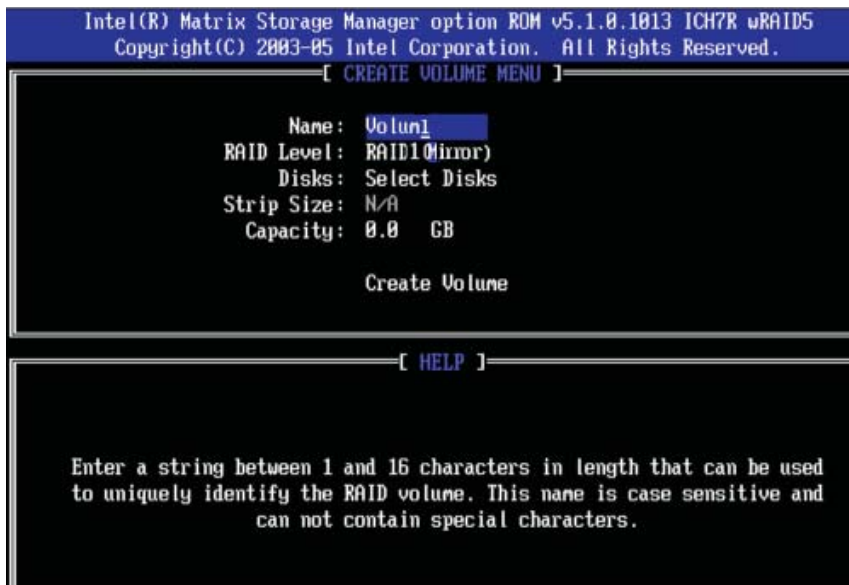 Intel(R) Matrix Storage Manager option ROM v5.1.0.1013 ICH7R wRAID5
Copyright(C) 2003-05 Intel Corporation. All Rights Reserved.
[ CREATE VOLUME MENU ]
Name: Volum1
RAID Level: RAID1(Mirror)
Disks: Select Disks
Strip Size: N/A
Capacity: 0.0 GB
Create Volume
[ HELP ]
Enter a string between 1 and 16 characters in length that can be used
to uniquely identify the RAID volume. This name is case sensitive and
can not contain special characters.